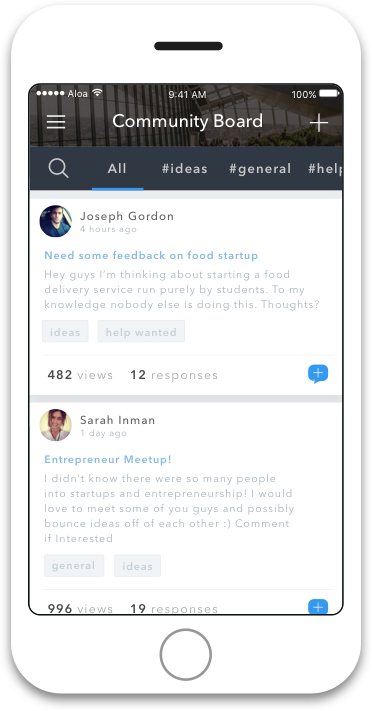 Aloa 9:41 AM 100%
Community Board
All #ideas #general #help
Joseph Gordon
4 hours ago
Need some feedback on food startup
Hey guys I'm thinking about starting a food
delivery service run purely by students. To my
knowledge nobody else is doing this. Thoughts?
ideas help wanted
482 views 12 responses
Sarah Inman
1 day ago
Entrepreneur Meetup!
I didn't know there were so many people
into startups and entrepreneurship! I would
love to meet some of you guys and possibly
bounce ideas off of each other :) Comment
if Interested
general ideas
996 views 19 responses